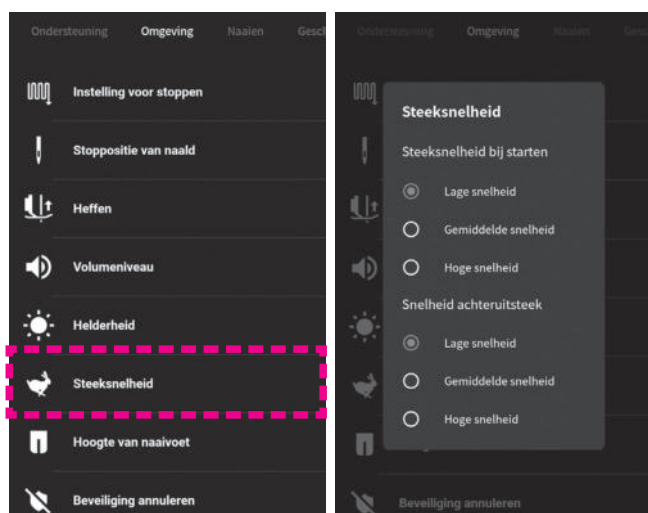 Ondersteuning Omgeving Naaien Gescl
Instelling voor stoppen
Stoppositie van naald
Heffen
Volumeniveau
Helderheid
Steeksnelheid
Hoogte van naaivoet
Beveiliging annuleren
Ondersteuning Omgeving Naaien Gesc
Steeksnelheid
Steeksnelheid bij starten
Lage snelheid
Gemiddelde snelheid
Hoge snelheid
Snelheid achteruitsteek
Lage snelheid
Gemiddelde snelheid
Hoge snelheid
Beveiliging annuleren